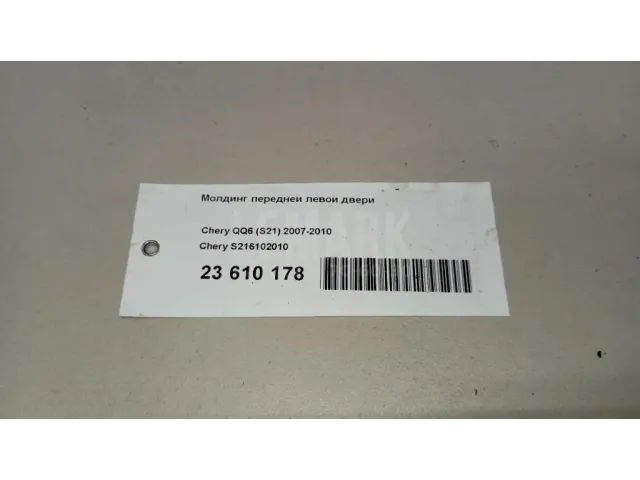 Молдинг передней левой двери
Chery QQ6 (S21) 2007-2010
Chery S216102010
23 610 178